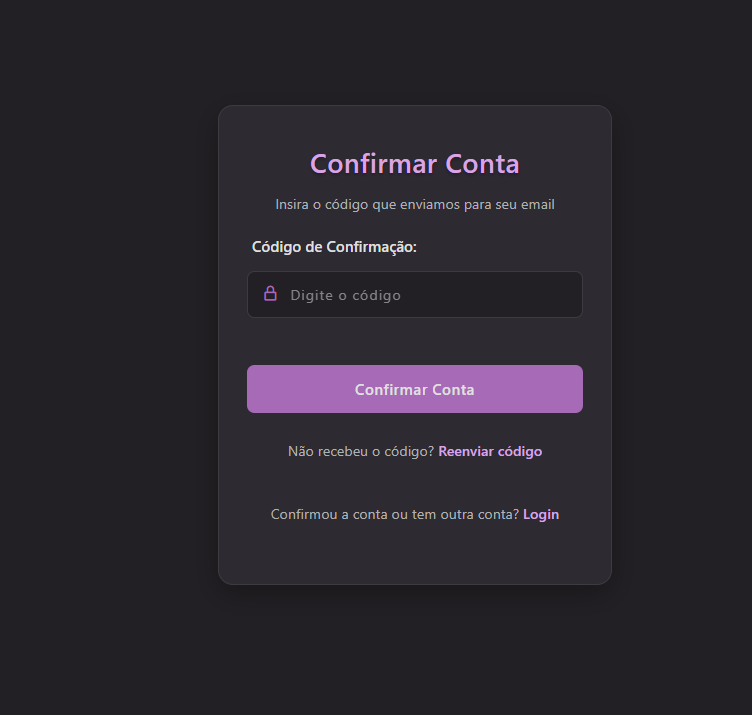 Confirmar Conta
Insira o código que enviamos para seu email
Código de Confirmação:
Digite o código
Confirmar Conta
Não recebeu o código? Reenviar código
Confirmou a conta ou tem outra conta? Login